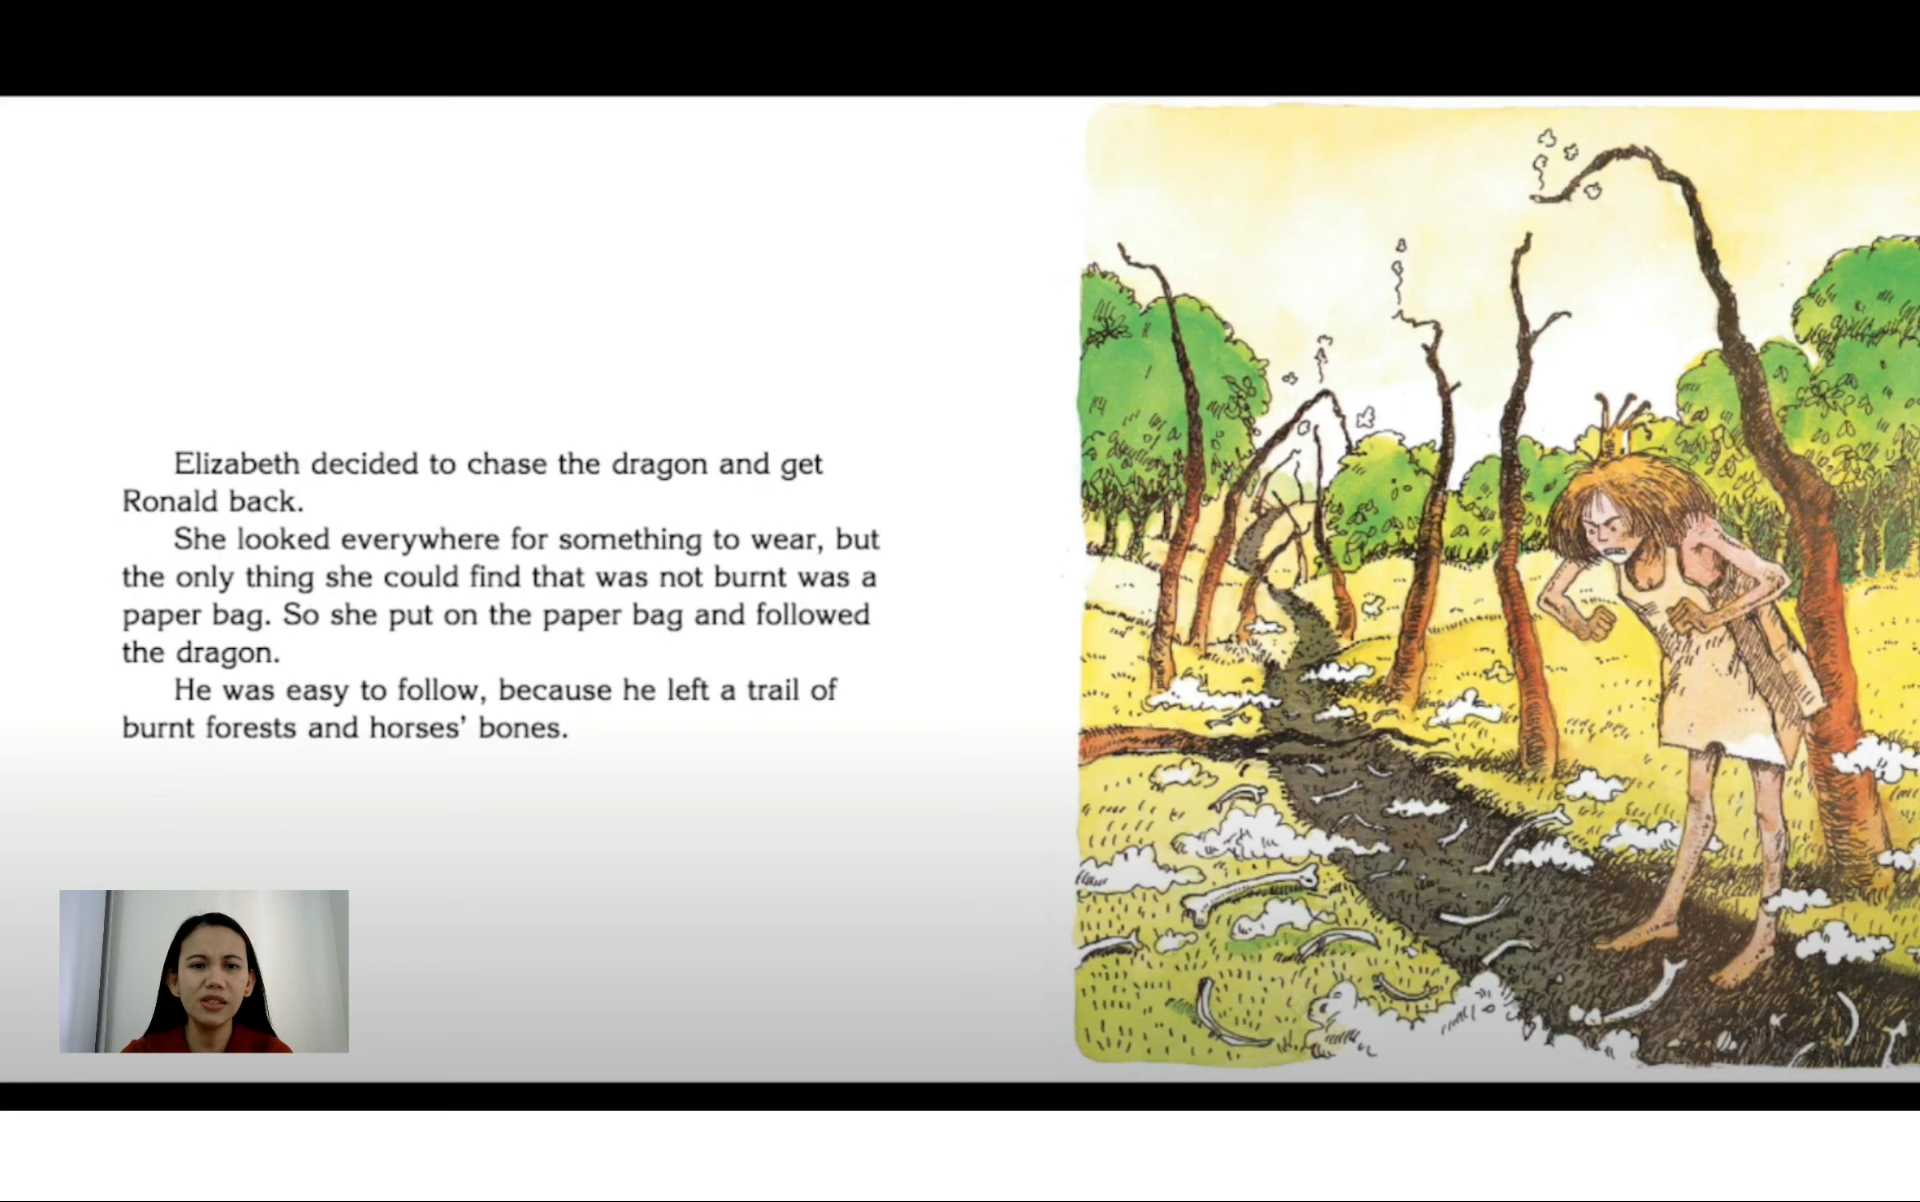 Elizabeth decided to chase the dragon and get
Ronald back.
She looked everywhere for something to wear, but
the only thing she could find that was not burnt was a
paper bag. So she put on the paper bag and followed
the dragon.
He was easy to follow, because he left a trail of
burnt forests and horses’ bones.